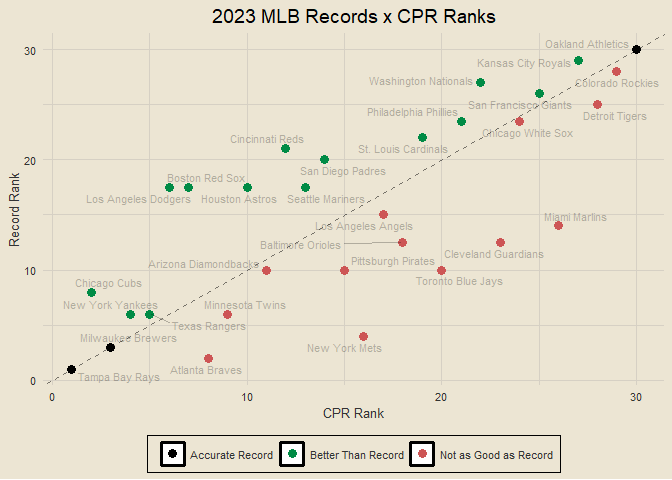 2023 MLB Records x CPR Ranks
Oakland Athletics
30
Kansas City Royals
Washington Nationals
Colorado Rockies
San Francisco Giants
Philadelphia Phillies
Detroit Tigers
Chicago White Sox
Cincinnati Reds
St. Louis Cardinals
20
San Diego Padres
Boston Red Sox
Los Angeles Dodgers
Houston Astros
Seattle Mariners
Record Rank
Miami Marlins
Los Angeles Angels
Baltimore Orioles
Cleveland Guardians
Arizona Diamondbacks
Pittsburgh Pirates
10
Toronto Blue Jays
Chicago Cubs
New York Yankees
Minnesota Twins
Texas Rangers
Milwaukee Brewers
New York Mets
Tampa Bay Rays
Atlanta Braves
0
0 10 20 30
CPR Rank
Accurate Record Better Than Record Not as Good as Record